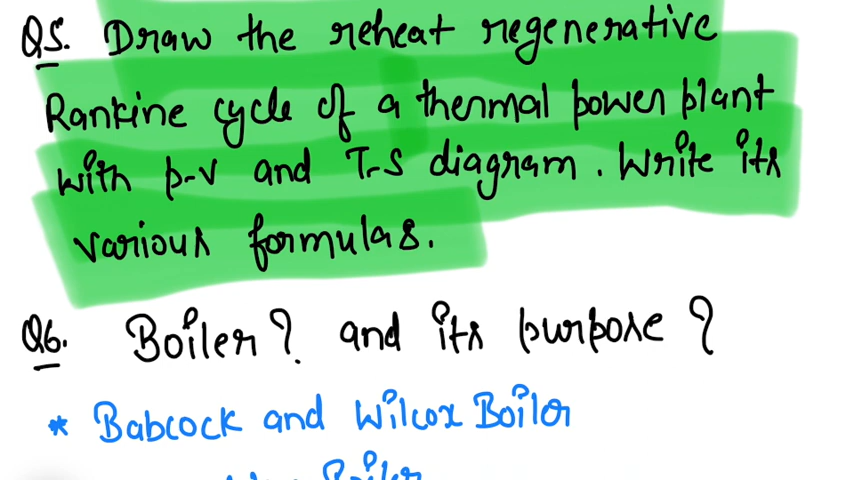 Q5. Draw the reheat regenerative
Rankine cycle of a thermal power plant
with p-v and T-S diagram. Write its
various formulas.
Q6. Boiler? and its purpose?
* Babcock and Wilcox Boiler
Boiler